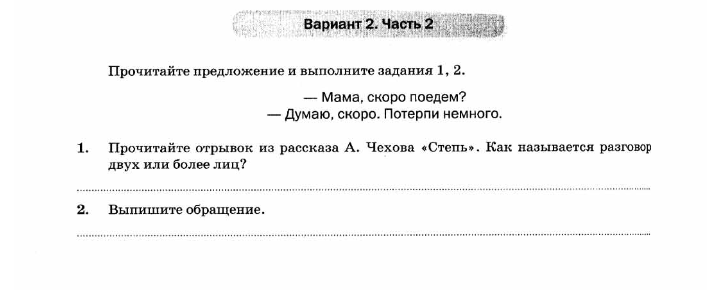 Вариант 2. Часть 2
Прочитайте предложение и выполните задания 1, 2.
— Мама, скоро поедем?
— Думаю, скоро. Потерпи немного.
1. Прочитайте отрывок из рассказа А. Чехова «Степь». Как называется разговор
двух или более лиц?
2. Выпишите обращение.